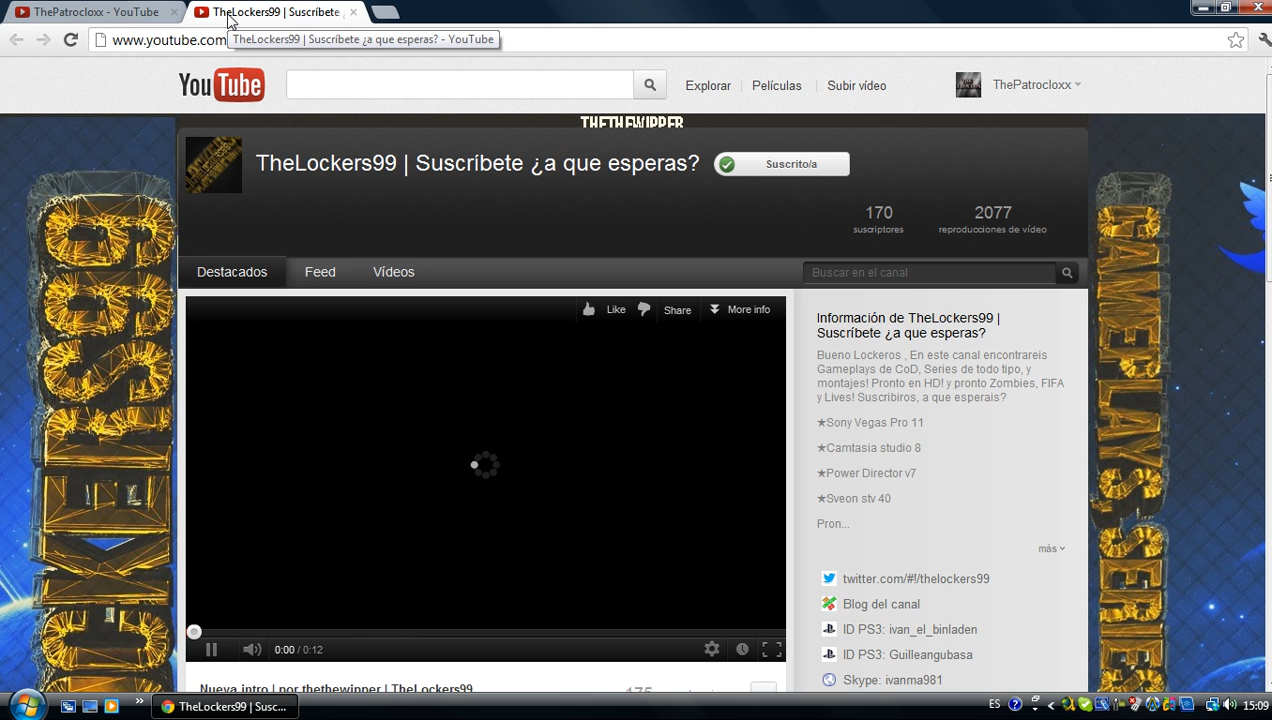 ThePatrocloxx - YouTube
TheLockers99 | Suscríbete ¿
www.youtube.com
TheLockers99 | Suscríbete ¿a que esperas? - YouTube
YouTube
Explorar
Películas
Subir vídeo
ThePatrocloxx
THETHEWIPPER
TheLockers99 | Suscríbete ¿a que esperas?
Suscrito/a
170
suscriptores
2077
reproducciones de vídeo
Destacados
Feed
Vídeos
Buscar en el canal
Like
Share
More info
0:00 / 0:12
Nueva intro | por thethewipper | TheLockers99
175
Información de TheLockers99 |
Suscríbete ¿a que esperas?
Bueno Lockeros , En este canal encontrareis
Gameplays de CoD, Series de todo tipo, y
montajes! Pronto en HD! y pronto Zombies, FIFA
y Lives! Suscribiros, a que esperais?
★Sony Vegas Pro 11
★Camtasia studio 8
★Power Director v7
★Sveon stv 40
Pron...
más
twitter.com/#!/thelockers99
Blog del canal
ID PS3: ivan_el_binladen
ID PS3: Guilleangubasa
Skype: ivanma981
GAMEPLAYS
SERIES
TheLockers99 | Susc...
ES
15:09